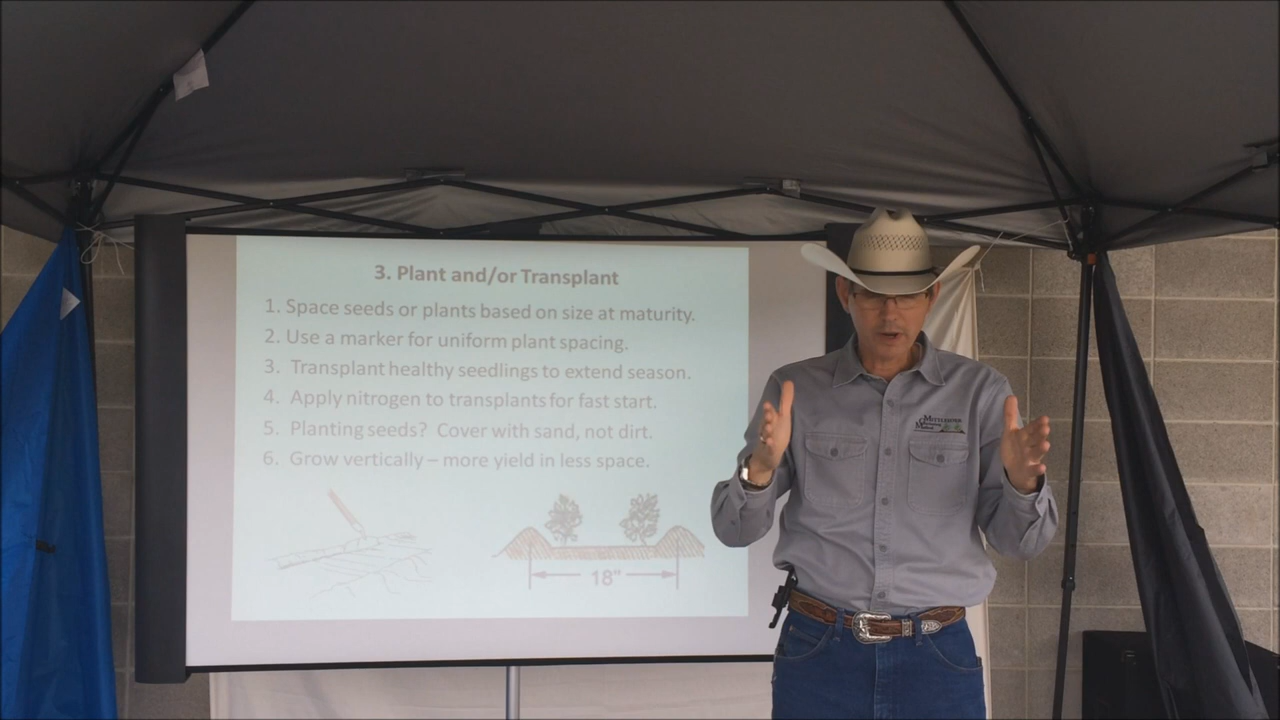 3. Plant and/or Transplant
1. Space seeds or plants based on size at maturity.
2. Use a marker for uniform plant spacing.
3. Transplant healthy seedlings to extend season.
4. Apply nitrogen to transplants for fast start.
5. Planting seeds? Cover with sand, not dirt.
6. Grow vertically – more yield in less space.
18"
MITTLEIDER